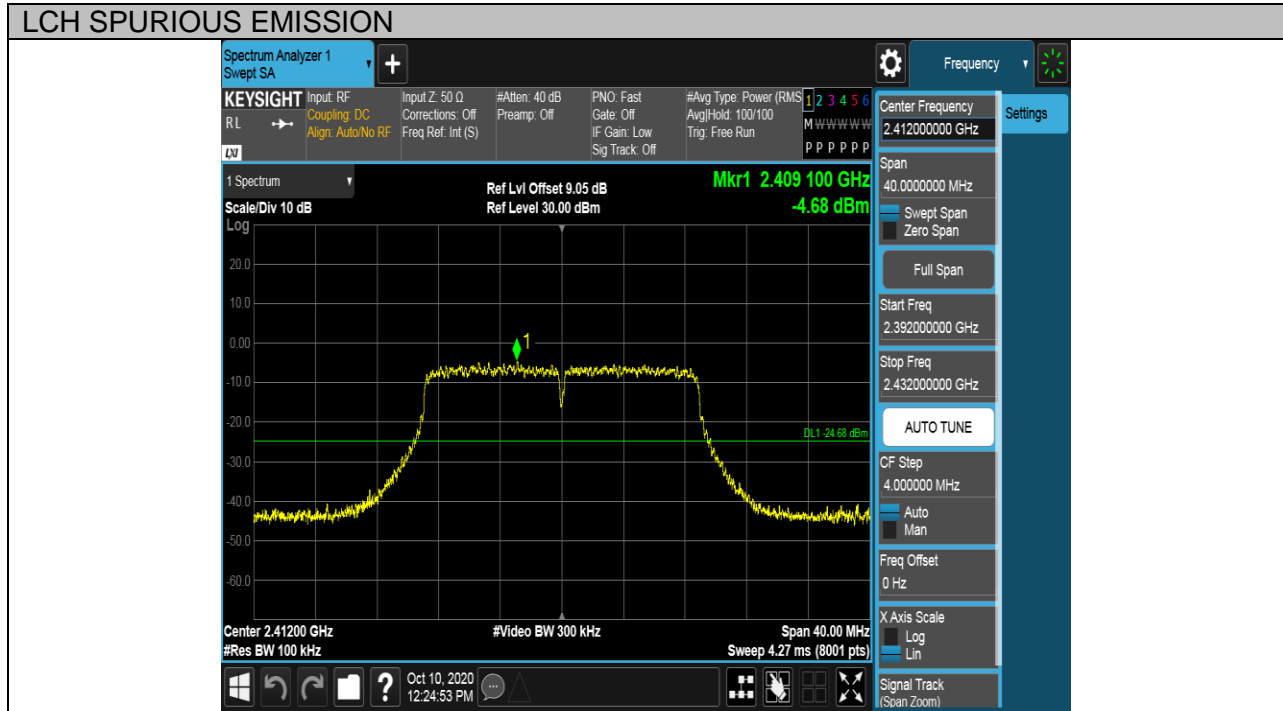 LCH SPURIOUS EMISSION
Spectrum Analyzer 1
Swept SA
+
Frequency
KEYSIGHT
RL
LXI
Input: RF
Coupling: DC
Align: Auto/No RF
Input Z: 50 Ω
Corrections: Off
Freq Ref: Int (S)
#Atten: 40 dB
Preamp: Off
PNO: Fast
Gate: Off
IF Gain: Low
Sig Track: Off
#Avg Type: Power (RMS
Avg|Hold: 100/100
Trig: Free Run
1 2 3 4 5 6
M W W W W W
P P P P P P
Center Frequency
2.412000000 GHz
Settings
Span
40.0000000 MHz
Swept Span
Zero Span
Full Span
Start Freq
2.392000000 GHz
Stop Freq
2.432000000 GHz
AUTO TUNE
CF Step
4.000000 MHz
Auto
Man
Freq Offset
0 Hz
X Axis Scale
Log
Lin
Signal Track
(Span Zoom)
1 Spectrum
Scale/Div 10 dB
Log
Ref Lvl Offset 9.05 dB
Ref Level 30.00 dBm
Mkr1 2.409 100 GHz
-4.68 dBm
20.0
10.0
0.00
1
-10.0
-20.0
DL1 -24.68 dBm
-30.0
-40.0
-50.0
-60.0
Center 2.41200 GHz
#Res BW 100 kHz
#Video BW 300 kHz
Span 40.00 MHz
Sweep 4.27 ms (8001 pts)
?
Oct 10, 2020
12:24:53 PM